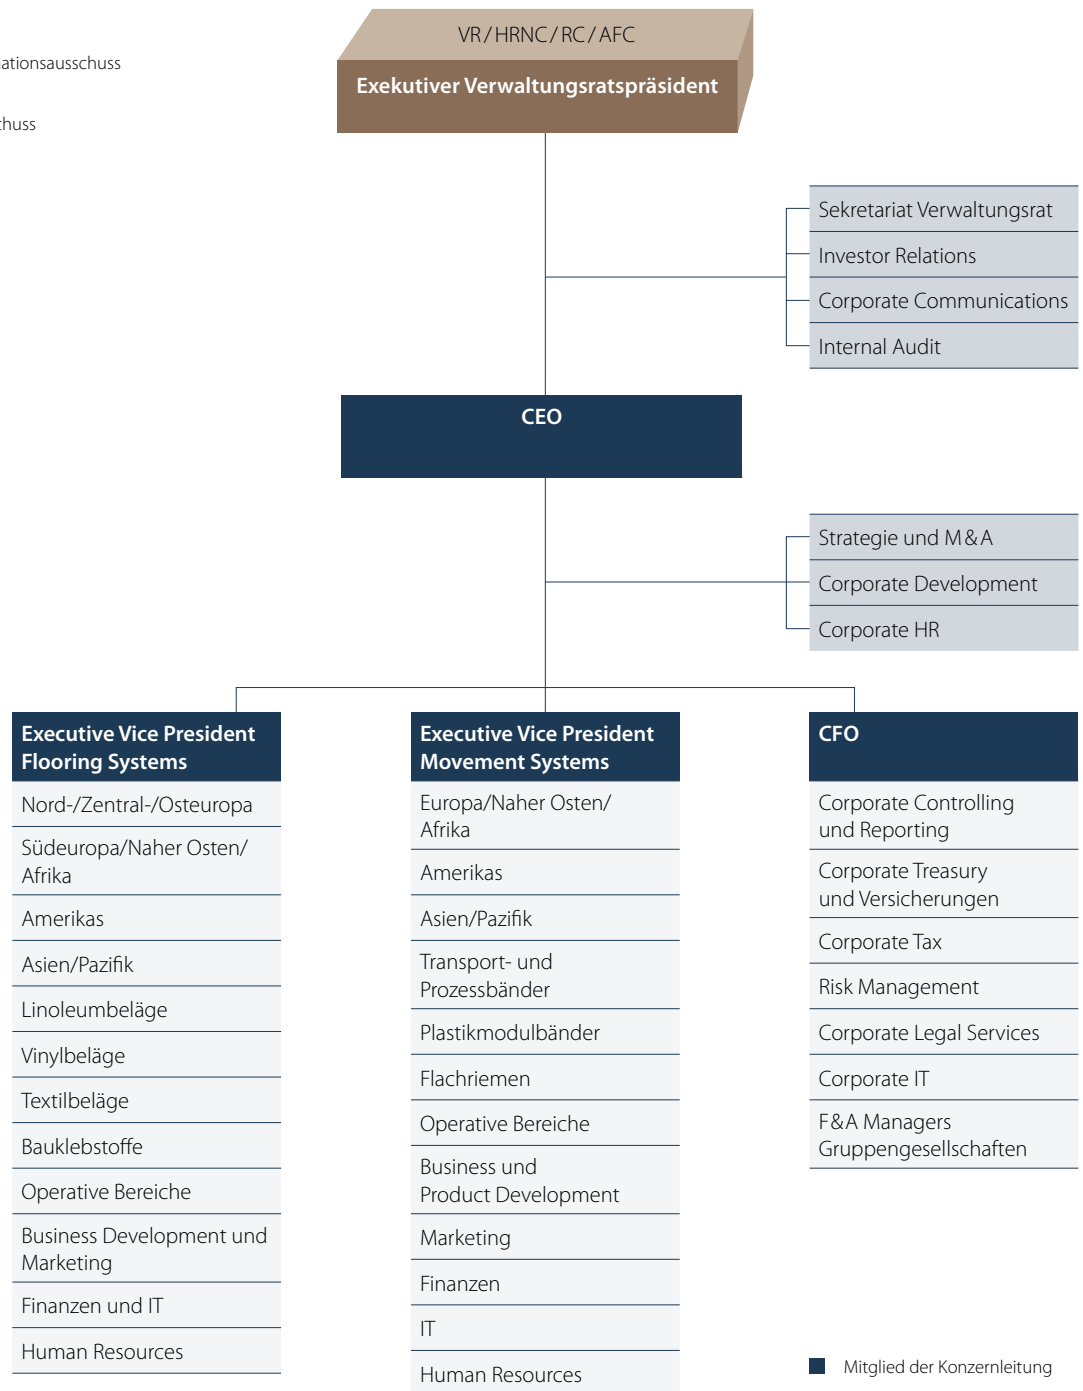 VR/HRNC/RC/AFC
Exekutiver Verwaltungsratspräsident
Sekretariat Verwaltungsrat
Investor Relations
Corporate Communications
Internal Audit
CEO
Strategie und M&A
Corporate Development
Corporate HR
Executive Vice President
Flooring Systems
Nord-/Zentral-/Osteuropa
Südeuropa/Naher Osten/
Afrika
Amerikas
Asien/Pazifik
Linoleumbeläge
Vinylbeläge
Textilbeläge
Bauklebstoffe
Operative Bereiche
Business Development und
Marketing
Finanzen und IT
Human Resources
Executive Vice President
Movement Systems
Europa/Naher Osten/
Afrika
Amerikas
Asien/Pazifik
Transport- und
Prozessbänder
Plastikmodulbänder
Flachriemen
Operative Bereiche
Business und
Product Development
Marketing
Finanzen
IT
Human Resources
CFO
Corporate Controlling
und Reporting
Corporate Treasury
und Versicherungen
Corporate Tax
Risk Management
Corporate Legal Services
Corporate IT
F&A Managers
Gruppengesellschaften
Mitglied der Konzernleitung